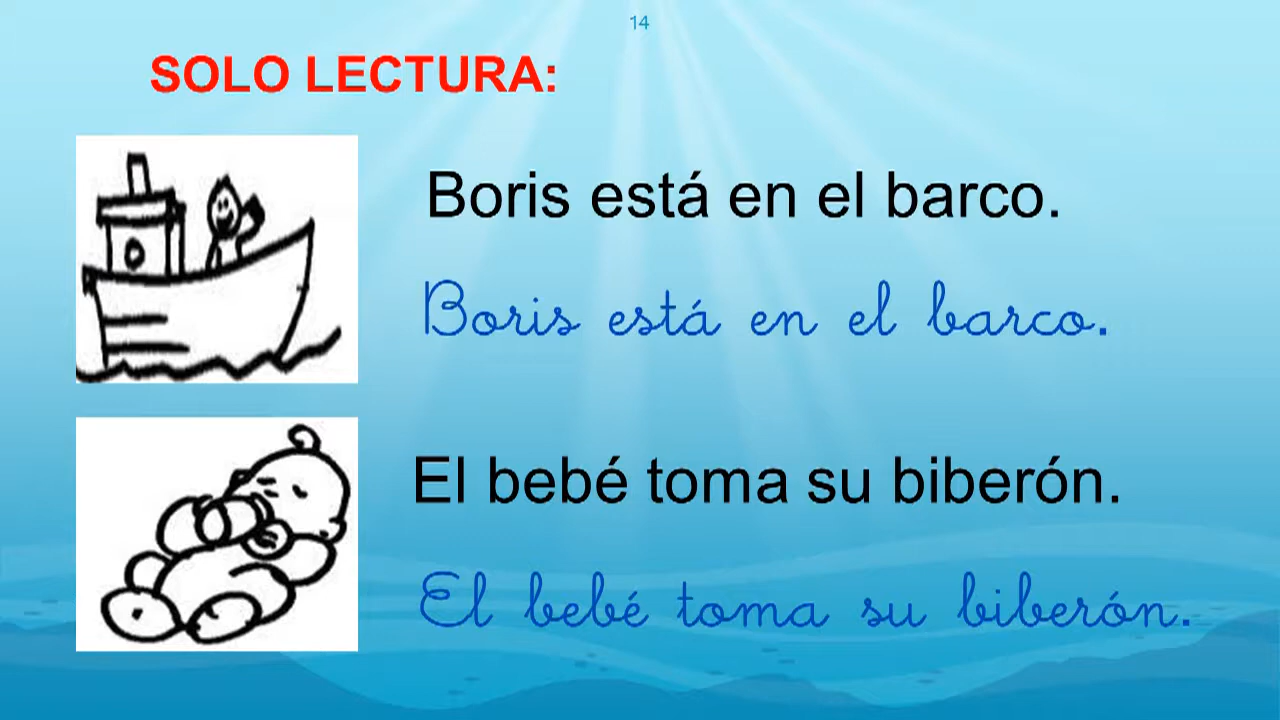 14
SOLO LECTURA:
Boris está en el barco.
Boris está en el barco.
El bebé toma su biberón.
El bebé toma su biberón.